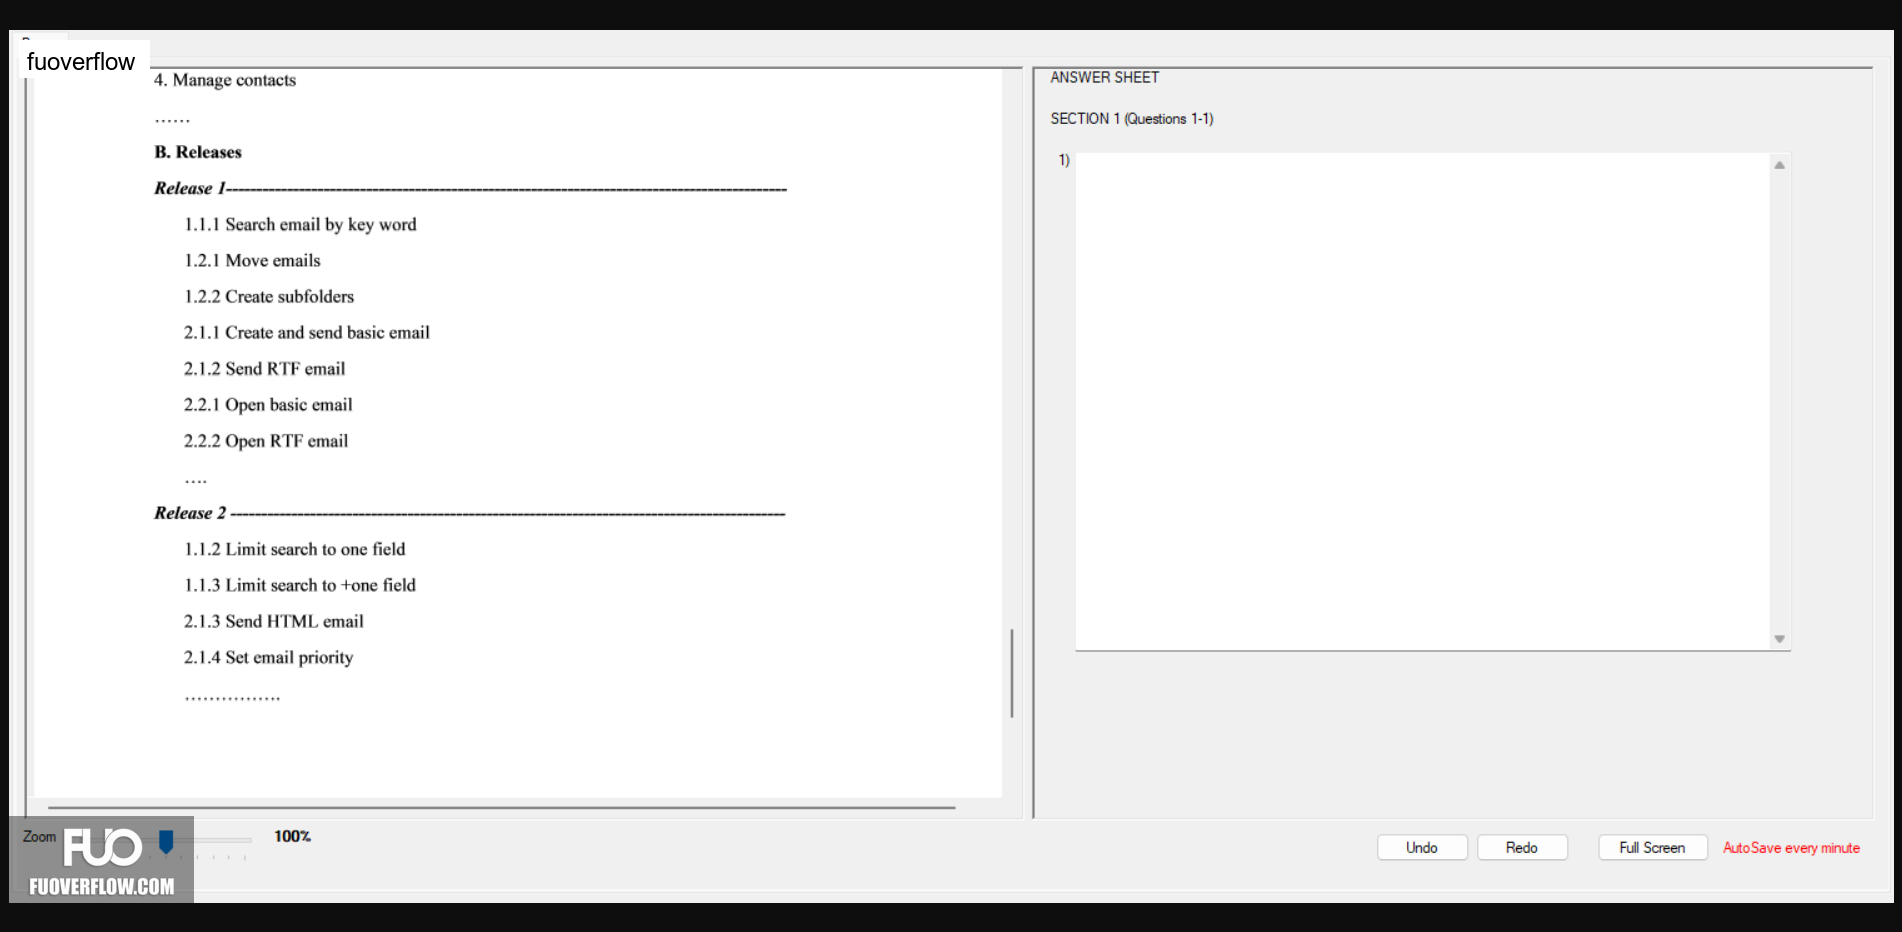 fuoverflow
4. Manage contacts
......
B. Releases
Release 1
1.1.1 Search email by key word
1.2.1 Move emails
1.2.2 Create subfolders
2.1.1 Create and send basic email
2.1.2 Send RTF email
2.2.1 Open basic email
2.2.2 Open RTF email
....
Release 2
1.1.2 Limit search to one field
1.1.3 Limit search to +one field
2.1.3 Send HTML email
2.1.4 Set email priority
................
ANSWER SHEET
SECTION 1 (Questions 1-1)
1)
Zoom
100%
FUO
FUOVERFLOW.COM
Undo
Redo
Full Screen
AutoSave every minute